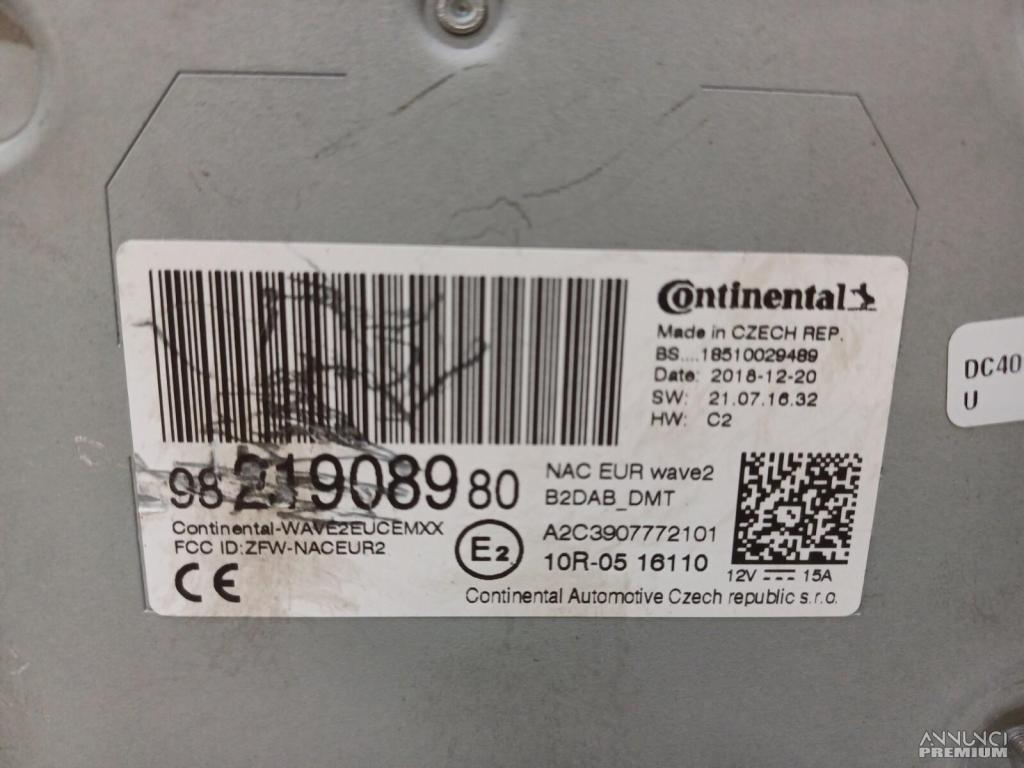 Continental
Made in CZECH REP.
BS....18510029489
Date: 2018-12-20
SW: 21.07.16.32
HW: C2
98 219089 80
NAC EUR wave2
B2DAB_DMT
Continental-WAVE2EUCEMXX
FCC ID:ZFW-NACEUR2
CE
E2
A2C3907772101
10R-05 16110
12V 15A
Continental Automotive Czech republic s.r.o.
DC40
U
ANNUNCI
PREMIUM